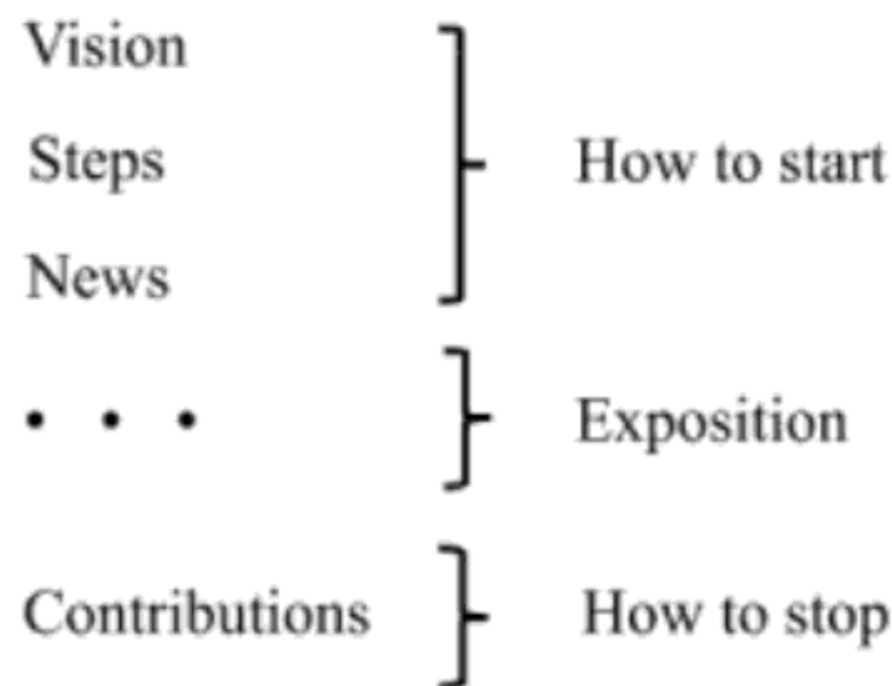 Vision
Steps
How to start
News
• • •
Exposition
Contributions
How to stop